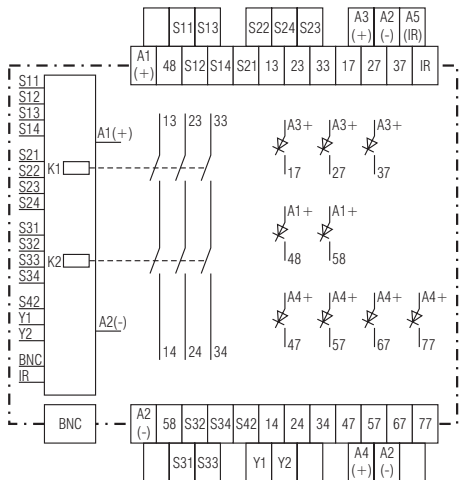 S11 S13 S22 S24 S23 A3 (+) A2 (-) A5 (IR)
A1 (+) 48 S12 S14 S21 13 23 33 17 27 37 IR
S11
S12
S13
S14
A1(+)
S21
K1
S22
S23
S24
S31
S32
K2
S33
S34
S42
Y1
A2(-)
Y2
BNC
IR
13 23 33
14 24 34
A3+ A3+ A3+
17 27 37
A1+ A1+
48 58
A4+ A4+ A4+ A4+
47 57 67 77
BNC
A2 (-) 58 S32 S34 S42 14 24 34 47 57 67 77
S31 S33 Y1 Y2 A4 (+) A2 (-)